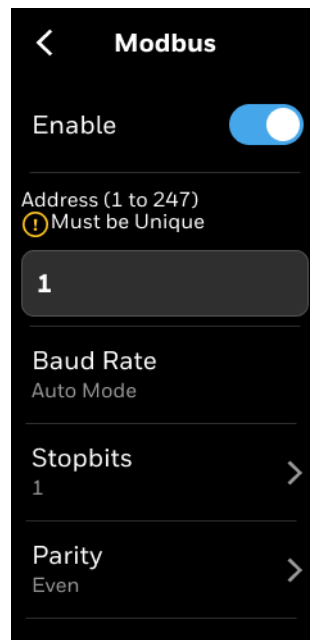 Modbus
Enable
Address (1 to 247)
Must be Unique
1
Baud Rate
Auto Mode
Stopbits
1
Parity
Even